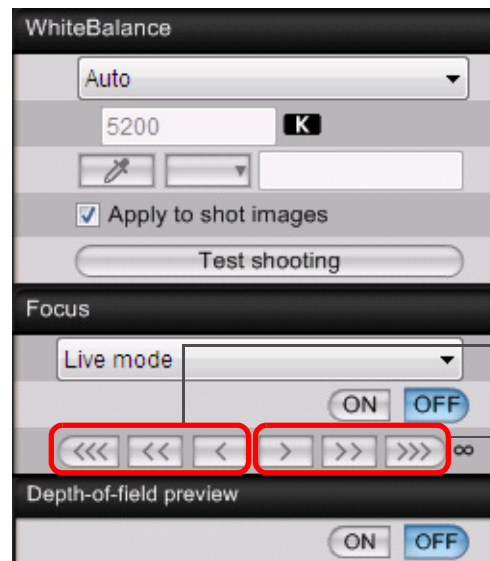 WhiteBalance
Auto
5200 K
Apply to shot images
Test shooting
Focus
Live mode
ON OFF
<<< << < > >> >>> ∞
Depth-of-field preview
ON OFF